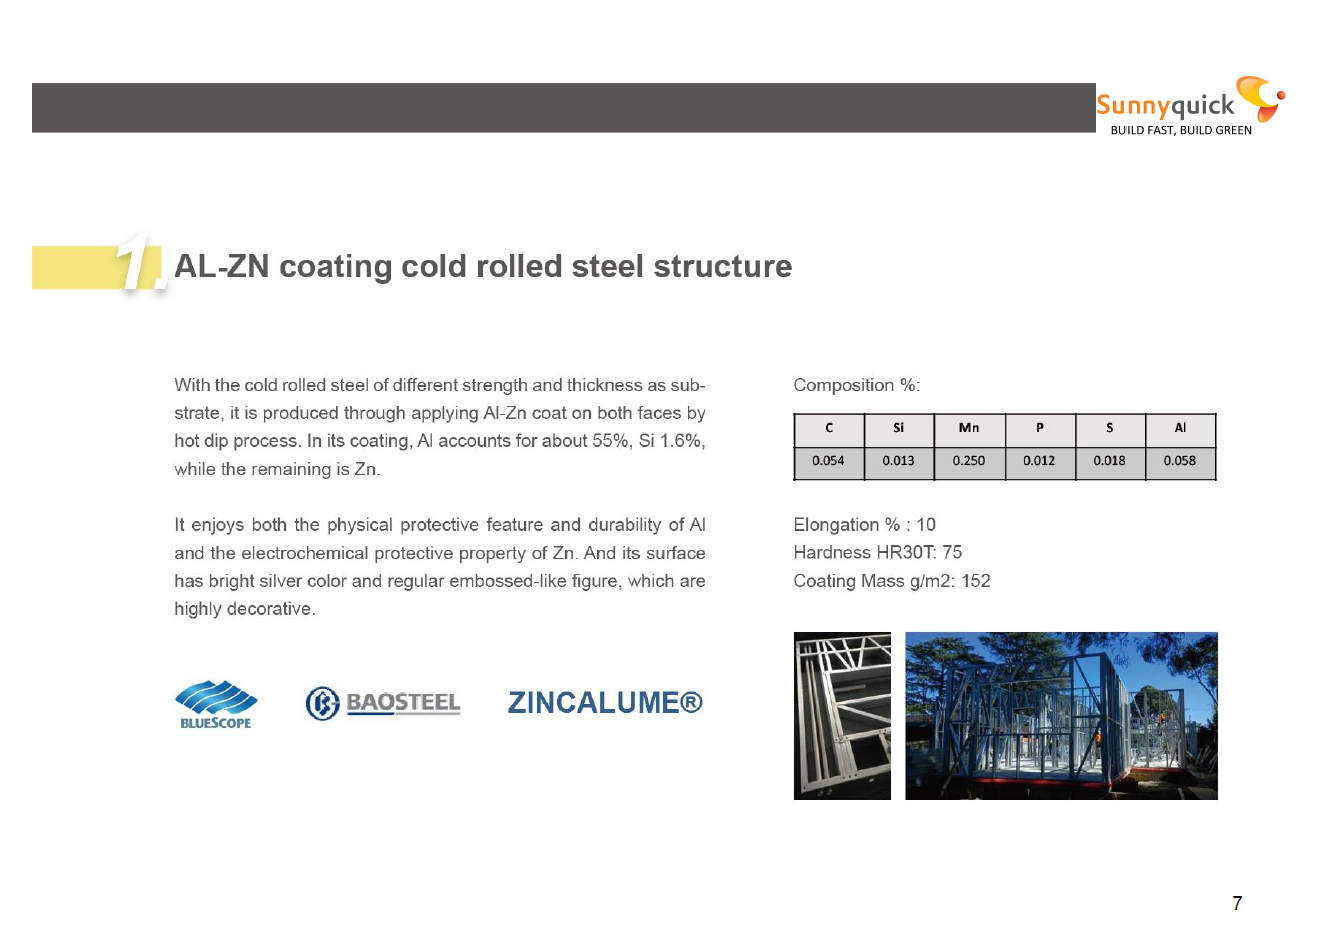 Sunnyquick
BUILD FAST, BUILD GREEN
1. AL-ZN coating cold rolled steel structure
With the cold rolled steel of different strength and thickness as sub-
strate, it is produced through applying Al-Zn coat on both faces by
hot dip process. In its coating, Al accounts for about 55%, Si 1.6%,
while the remaining is Zn.
It enjoys both the physical protective feature and durability of Al
and the electrochemical protective property of Zn. And its surface
has bright silver color and regular embossed-like figure, which are
highly decorative.
BLUESCOPE
BAOSTEEL
ZINCALUME®
Composition %:
C Si Mn P S Al
0.054 0.013 0.250 0.012 0.018 0.058
Elongation % : 10
Hardness HR30T: 75
Coating Mass g/m2: 152
7